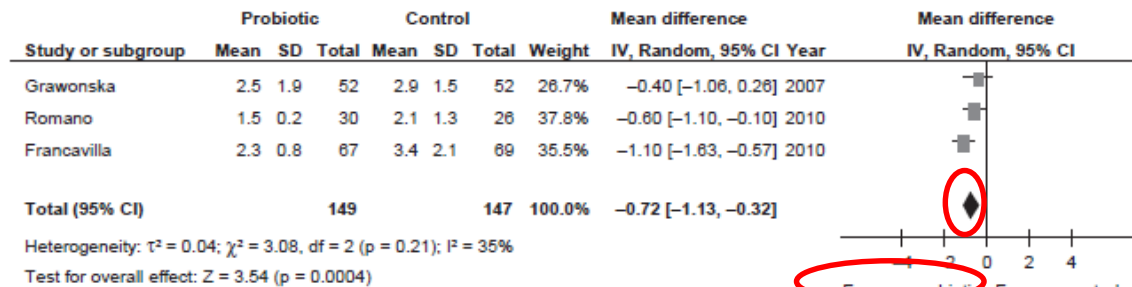 Probiotic Control Mean difference Mean difference
Study or subgroup Mean SD Total Mean SD Total Weight IV, Random, 95% CI Year IV, Random, 95% CI
Grawonska 2.5 1.9 52 2.9 1.5 52 26.7% –0.40 [–1.06, 0.26] 2007
Romano 1.5 0.2 30 2.1 1.3 26 37.8% –0.60 [–1.10, –0.10] 2010
Francavilla 2.3 0.8 67 3.4 2.1 69 35.5% –1.10 [–1.63, –0.57] 2010
Total (95% CI) 149 147 100.0% –0.72 [–1.13, –0.32]
Heterogeneity: τ² = 0.04; χ² = 3.08, df = 2 (p = 0.21); I² = 35%
–4 –2 0 2 4
Test for overall effect: Z = 3.54 (p = 0.0004)